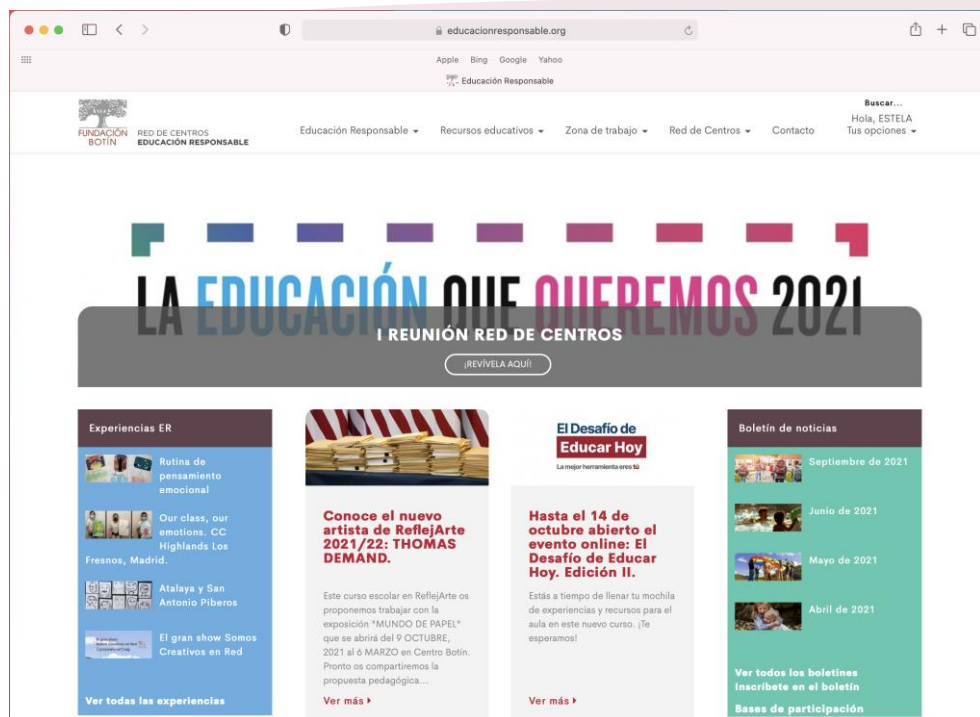 educacionresponsable.org
Apple Bing Google Yahoo
Educación Responsable
FUNDACIÓN
BOTÍN
RED DE CENTROS
EDUCACIÓN RESPONSABLE
Educación Responsable
Recursos educativos
Zona de trabajo
Red de Centros
Contacto
Buscar...
Hola, ESTELA
Tus opciones
LA EDUCACIÓN QUE QUEREMOS 2021
I REUNIÓN RED DE CENTROS
¡REVÍVELA AQUÍ!
Experiencias ER
Rutina de
pensamiento
emocional
Our class, our
emotions. CC
Highlands Los
Fresnos, Madrid.
Atalaya y San
Antonio Piberos
El gran show Somos
Creativos en Red
Ver todas las experiencias
Conoce el nuevo
artista de ReflejArte
2021/22: THOMAS
DEMAND.
Este curso escolar en ReflejArte os
proponemos trabajar con la
exposición "MUNDO DE PAPEL"
que se abrirá del 9 OCTUBRE,
2021 al 6 MARZO en Centro Botín.
Pronto os compartiremos la
propuesta pedagógica...
Ver más
El Desafío de
Educar Hoy
La mejor herramienta eres tú
Hasta el 14 de
octubre abierto el
evento online: El
Desafío de Educar
Hoy. Edición II.
Estás a tiempo de llenar tu mochila
de experiencias y recursos para el
aula en este nuevo curso. ¡Te
esperamos!
Ver más
Boletín de noticias
Septiembre de 2021
Junio de 2021
Mayo de 2021
Abril de 2021
Ver todos los boletines
Inscríbete en el boletín
Bases de participación